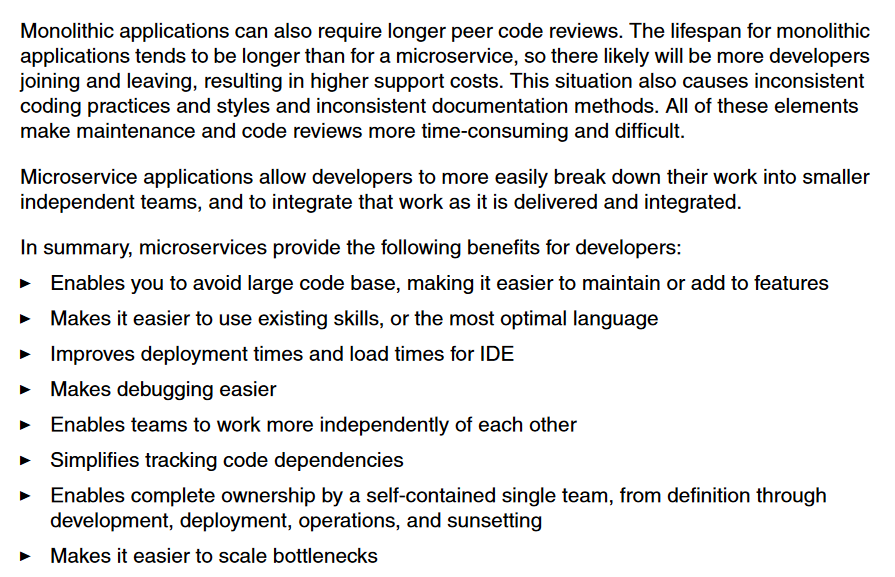 Monolithic applications can also require longer peer code reviews. The lifespan for monolithic
applications tends to be longer than for a microservice, so there likely will be more developers
joining and leaving, resulting in higher support costs. This situation also causes inconsistent
coding practices and styles and inconsistent documentation methods. All of these elements
make maintenance and code reviews more time-consuming and difficult.
Microservice applications allow developers to more easily break down their work into smaller
independent teams, and to integrate that work as it is delivered and integrated.
In summary, microservices provide the following benefits for developers:
► Enables you to avoid large code base, making it easier to maintain or add to features
► Makes it easier to use existing skills, or the most optimal language
► Improves deployment times and load times for IDE
► Makes debugging easier
► Enables teams to work more independently of each other
► Simplifies tracking code dependencies
► Enables complete ownership by a self-contained single team, from definition through
development, deployment, operations, and sunsetting
► Makes it easier to scale bottlenecks